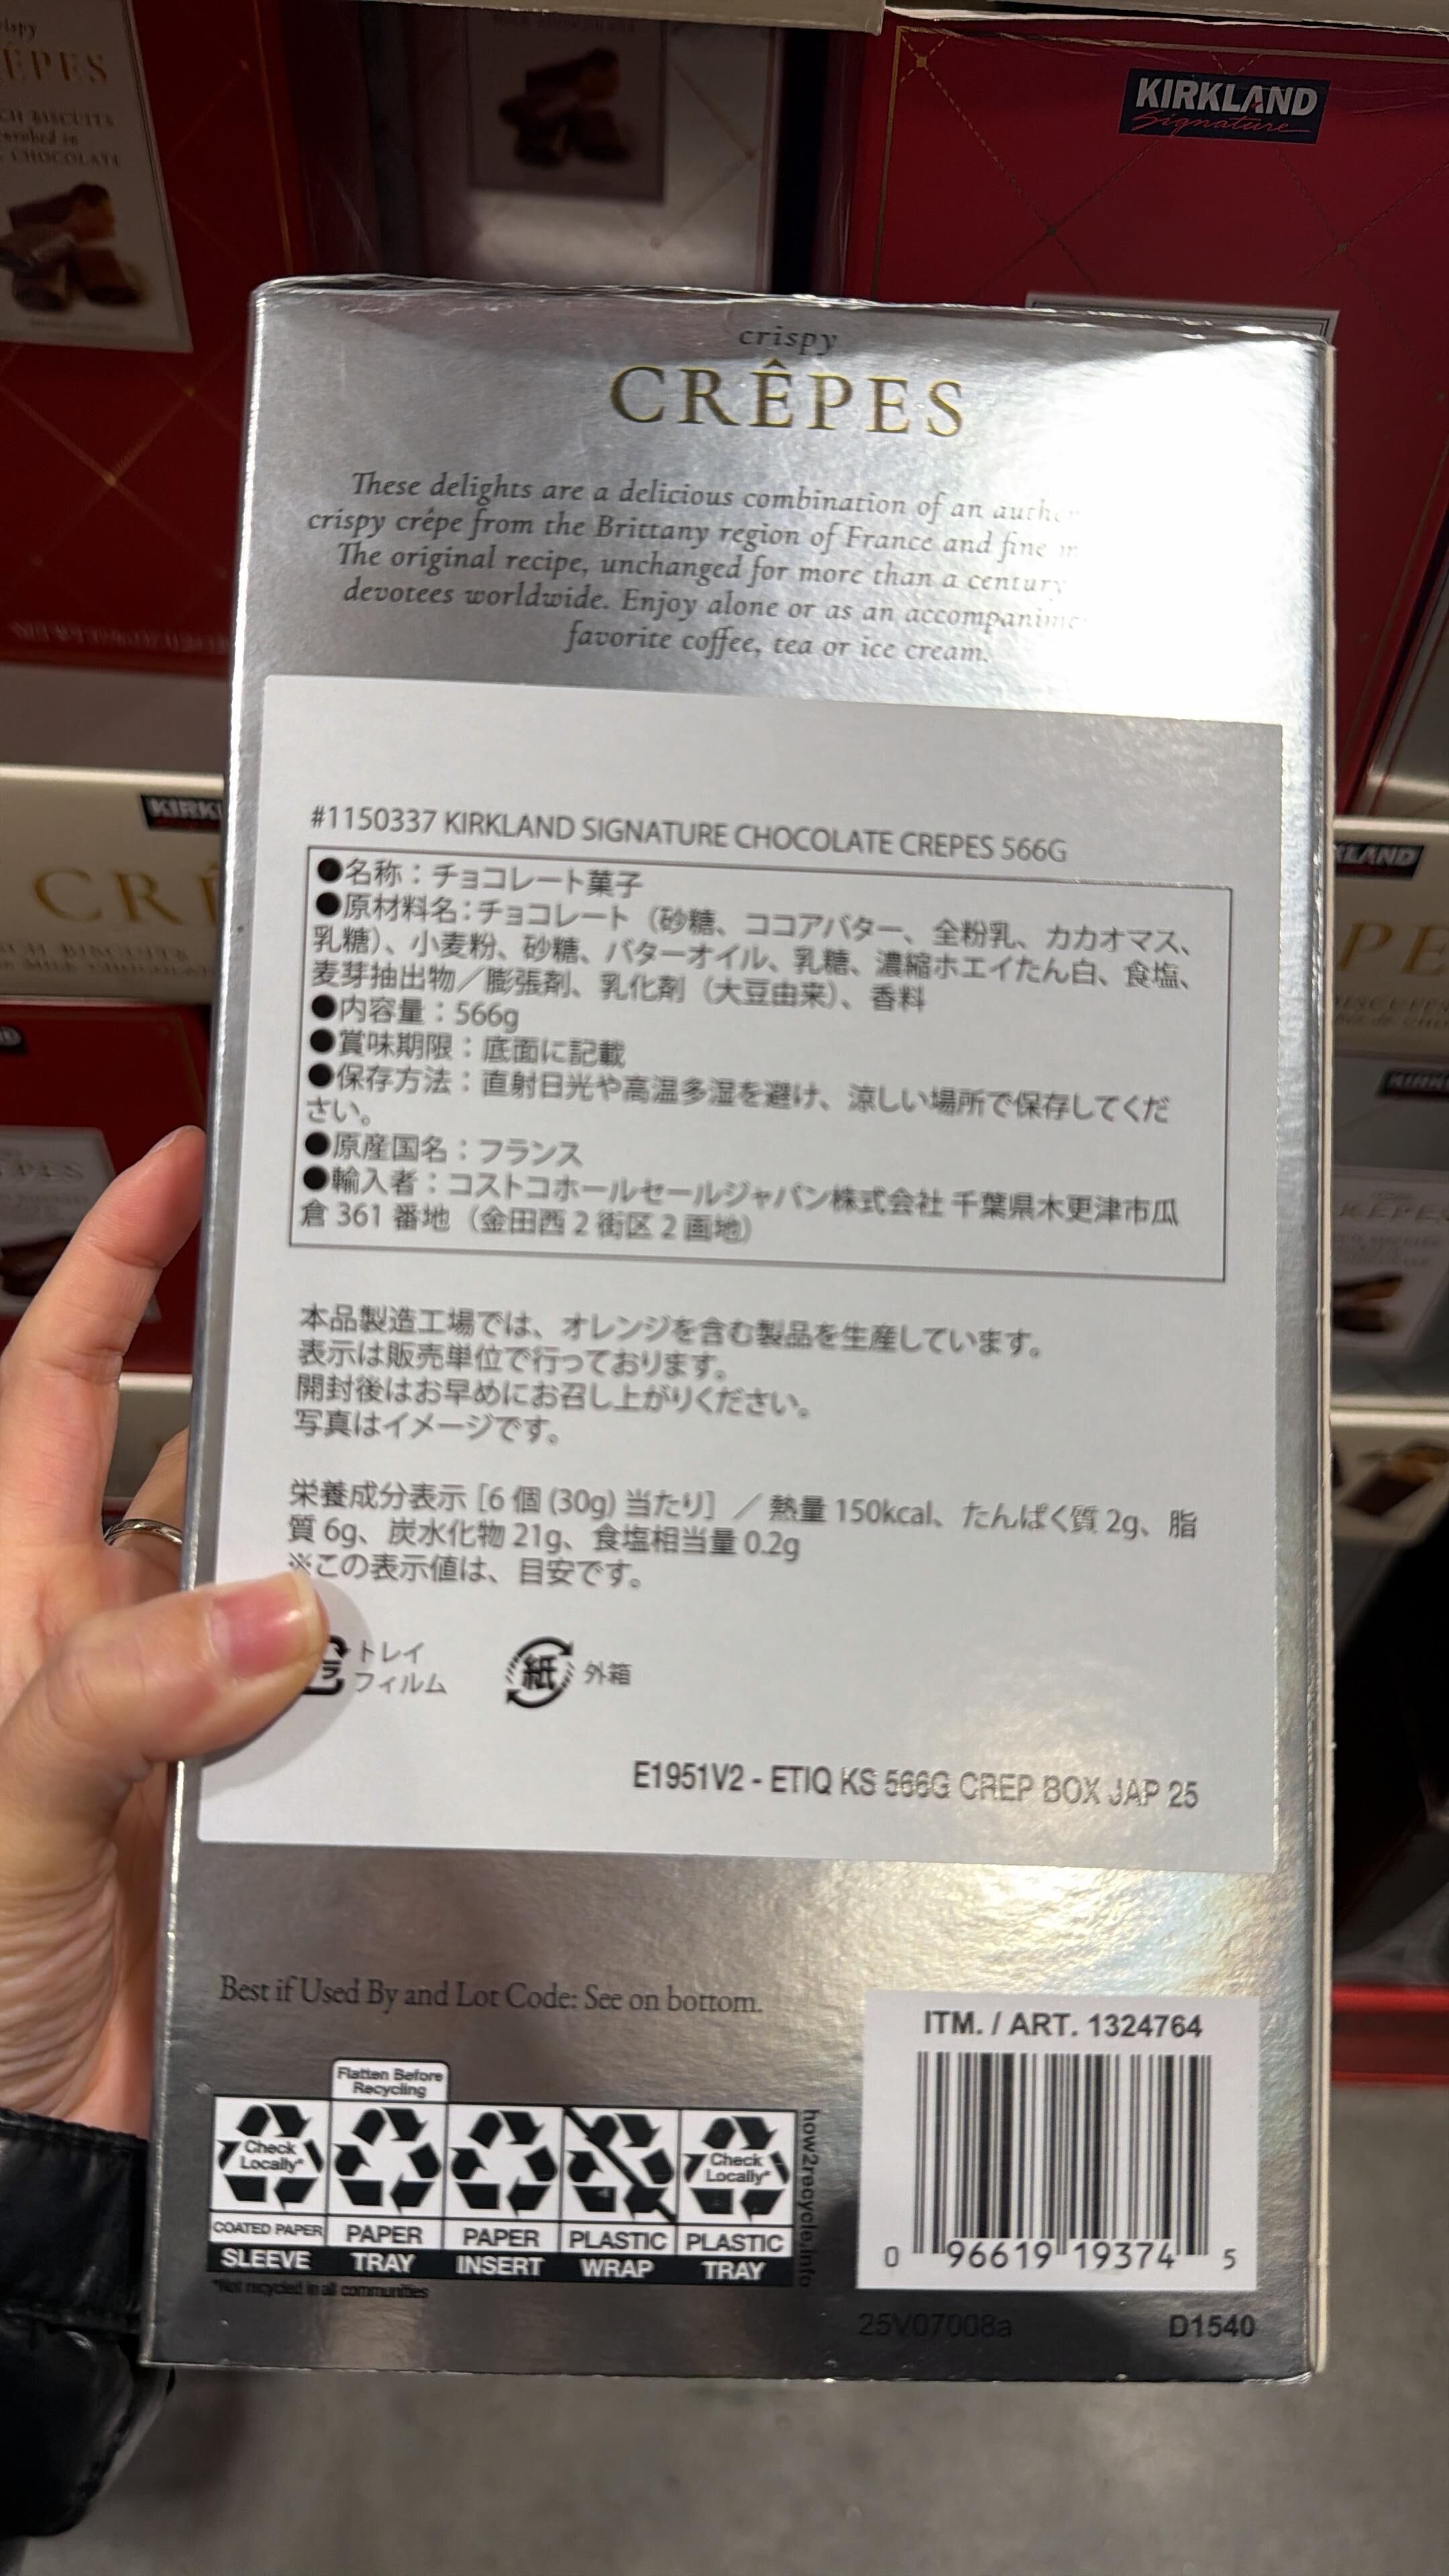 crispy
CRÊPES
These delights are a delicious combination of an
crispy crêpe from the Brittany region of France and fine
The original recipe, unchanged for more than a century
devotees worldwide. Enjoy alone or as an
favorite coffee, tea or ice cream.
#1150337 KIRKLAND SIGNATURE CHOCOLATE CREPES 566G
●名称：チョコレート菓子
●原材料名：チョコレート（砂糖、ココアバター、全粉乳、カカオマス、
乳糖）、小麦粉、砂糖、バターオイル、乳糖、濃縮ホエイたん白、食塩、
麦芽抽出物／膨張剤、乳化剤（大豆由来）、香料
●内容量：566g
●賞味期限：底面に記載
●保存方法：直射日光や高温多湿を避け、涼しい場所で保存してくだ
さい。
●原産国名：フランス
●輸入者：コストコホールセールジャパン株式会社 千葉県木更津市瓜
倉 361 番地（金田西 2 街区 2 画地）
本品製造工場では、オレンジを含む製品を生産しています。
表示は販売単位で行っております。
開封後はお早めにお召し上がりください。
写真はイメージです。
栄養成分表示［6 個 (30g) 当たり］／熱量 150kcal、たんぱく質 2g、脂
質 6g、炭水化物 21g、食塩相当量 0.2g
※この表示値は、目安です。
トレイ
フィルム
紙 外箱
E1951V2 - ETIQ KS 566G CREP BOX JAP 25
Best if Used By and Lot Code: See on bottom.
Flatten Before
Recycling
Check
Locally*
Check
Locally*
COATED PAPER PAPER PAPER PLASTIC PLASTIC
SLEEVE TRAY INSERT WRAP TRAY
*Not recycled in all communities
how2recycle.info
ITM. / ART. 1324764
0 96619 19374 5
25V07008a D1540
KIRKLAND
Signature